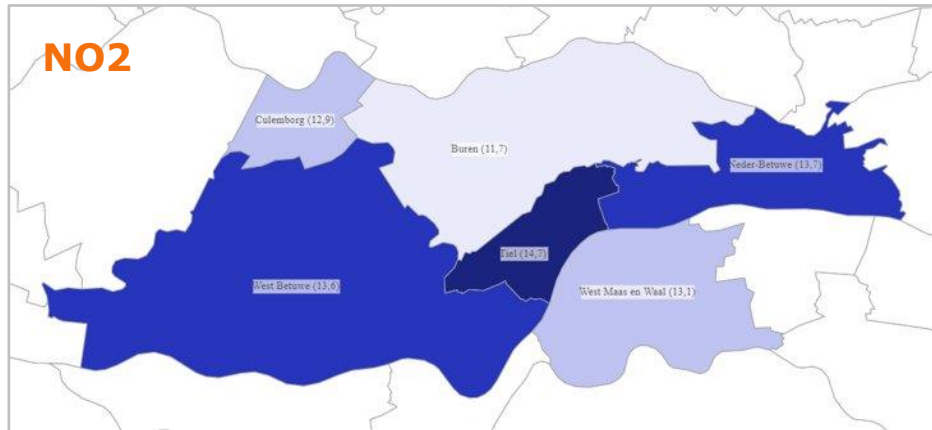 NO2
Culemborg (12,9)
Buren (11,7)
Neder-Betuwe (13,7)
Tiel (14,7)
West Betuwe (13,6)
West Maas en Waal (13,1)